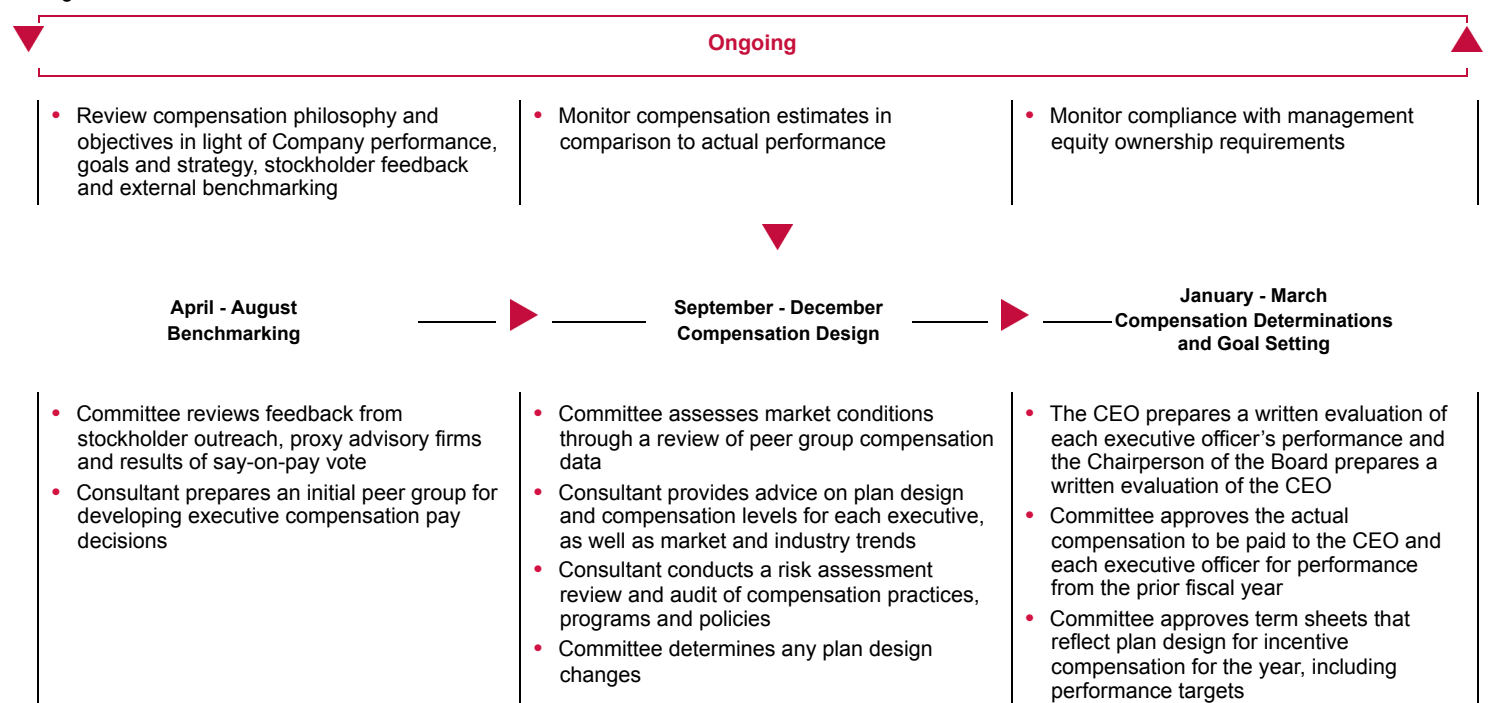 Ongoing
• Review compensation philosophy and
objectives in light of Company performance,
goals and strategy, stockholder feedback
and external benchmarking
• Monitor compensation estimates in
comparison to actual performance
• Monitor compliance with management
equity ownership requirements
April - August
Benchmarking
September - December
Compensation Design
January - March
Compensation Determinations
and Goal Setting
• Committee reviews feedback from
stockholder outreach, proxy advisory firms
and results of say-on-pay vote
• Consultant prepares an initial peer group for
developing executive compensation pay
decisions
• Committee assesses market conditions
through a review of peer group compensation
data
• Consultant provides advice on plan design
and compensation levels for each executive,
as well as market and industry trends
• Consultant conducts a risk assessment
review and audit of compensation practices,
programs and policies
• Committee determines any plan design
changes
• The CEO prepares a written evaluation of
each executive officer’s performance and
the Chairperson of the Board prepares a
written evaluation of the CEO
• Committee approves the actual
compensation to be paid to the CEO and
each executive officer for performance
from the prior fiscal year
• Committee approves term sheets that
reflect plan design for incentive
compensation for the year, including
performance targets